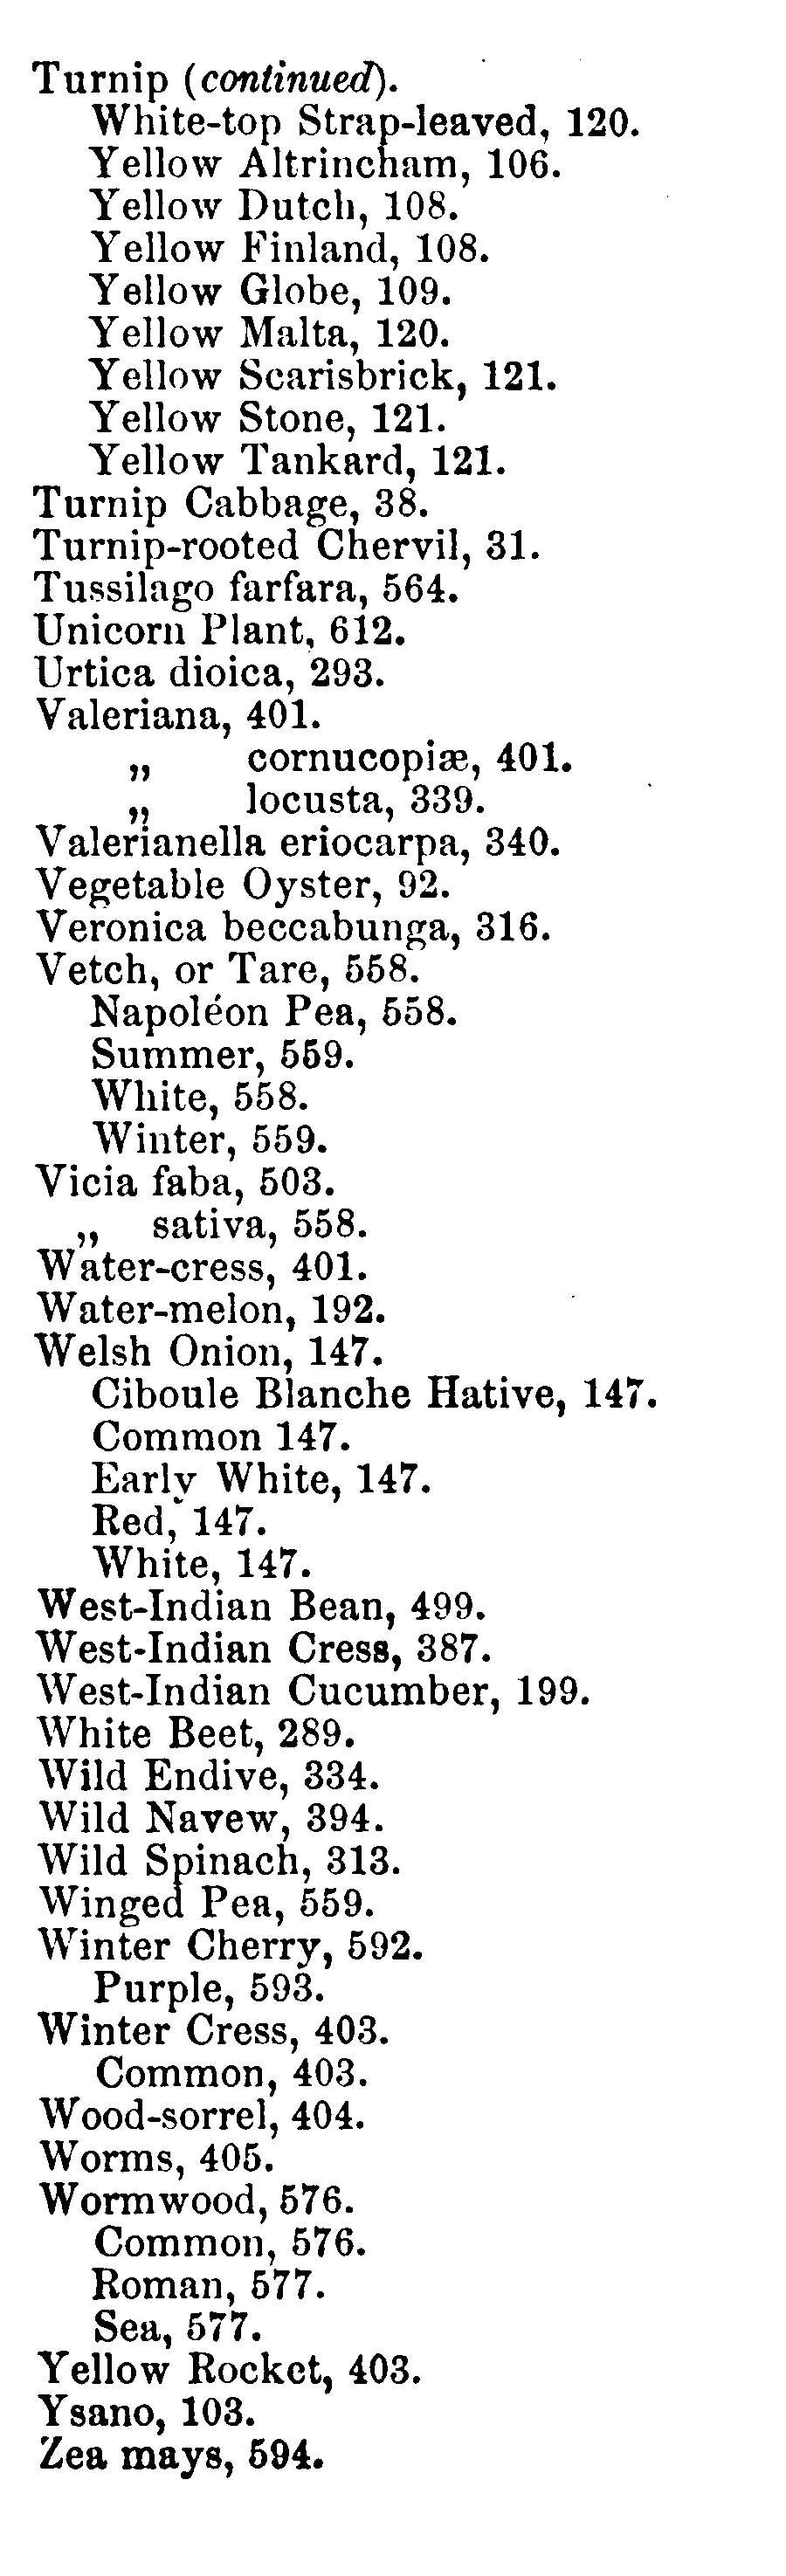 Turnip (continued).
White-top Strap-leaved, 120.
Yellow Altrincham, 106.
Yellow Dutch, 108.
Yellow Finland, 108.
Yellow Globe, 109.
Yellow Malta, 120.
Yellow Scarisbrick, 121.
Yellow Stone, 121.
Yellow Tankard, 121.
Turnip Cabbage, 38.
Turnip-rooted Chervil, 31.
Tussilago farfara, 564.
Unicorn Plant, 612.
Urtica dioica, 293.
Valeriana, 401.
„ cornucopiæ, 401.
„ locusta, 339.
Valerianella eriocarpa, 340.
Vegetable Oyster, 92.
Veronica beccabunga, 316.
Vetch, or Tare, 558.
Napoléon Pea, 558.
Summer, 559.
White, 558.
Winter, 559.
Vicia faba, 503.
„ sativa, 558.
Water-cress, 401.
Water-melon, 192.
Welsh Onion, 147.
Ciboule Blanche Hative, 147.
Common 147.
Early White, 147.
Red, 147.
White, 147.
West-Indian Bean, 499.
West-Indian Cress, 387.
West-Indian Cucumber, 199.
White Beet, 289.
Wild Endive, 334.
Wild Navew, 394.
Wild Spinach, 313.
Winged Pea, 559.
Winter Cherry, 592.
Purple, 593.
Winter Cress, 403.
Common, 403.
Wood-sorrel, 404.
Worms, 405.
Wormwood, 576.
Common, 576.
Roman, 577.
Sea, 577.
Yellow Rocket, 403.
Ysano, 103.
Zea mays, 594.